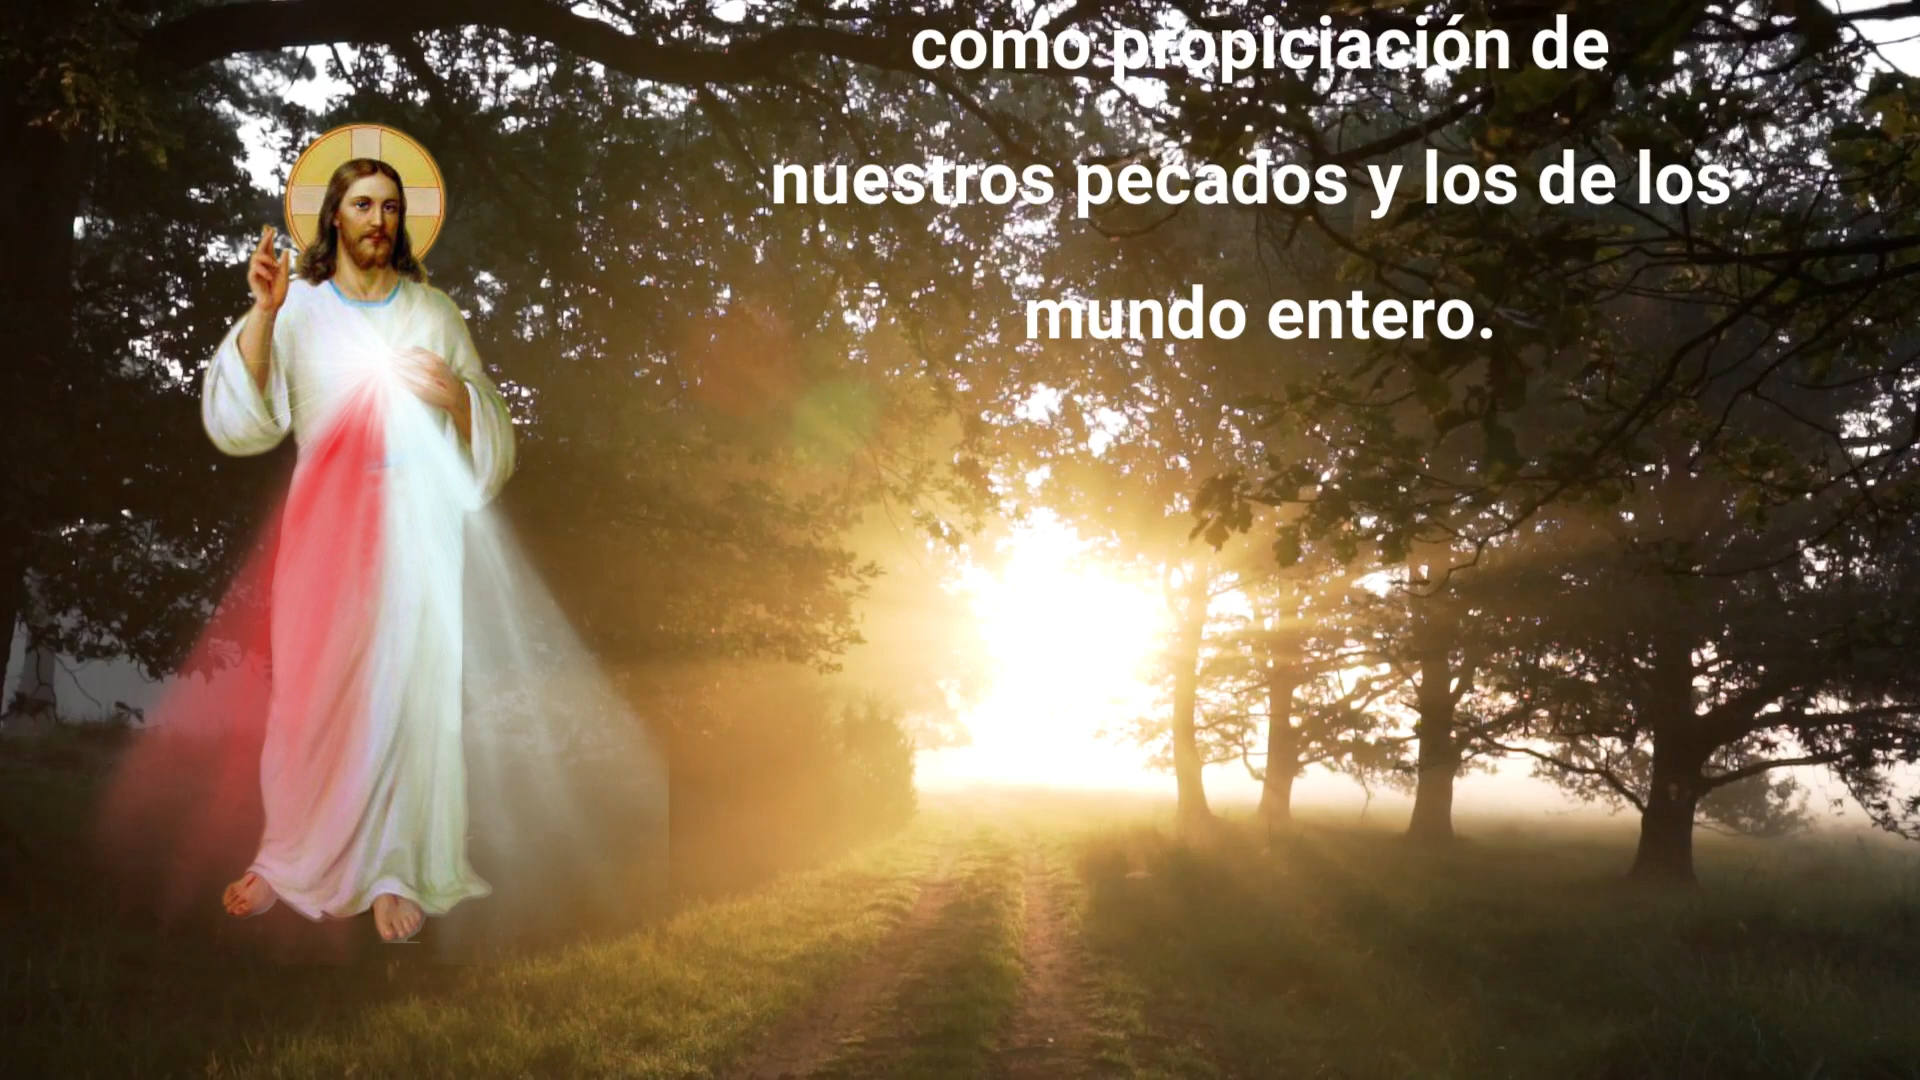 como propiciación de
nuestros pecados y los de los
mundo entero.